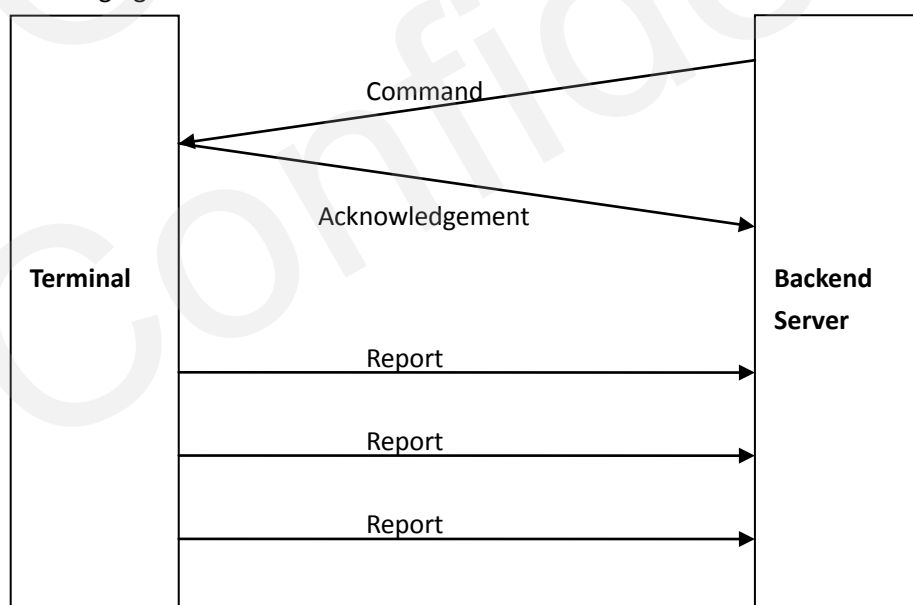 Command
Acknowledgement
Terminal
Backend
Server
Report
Report
Report